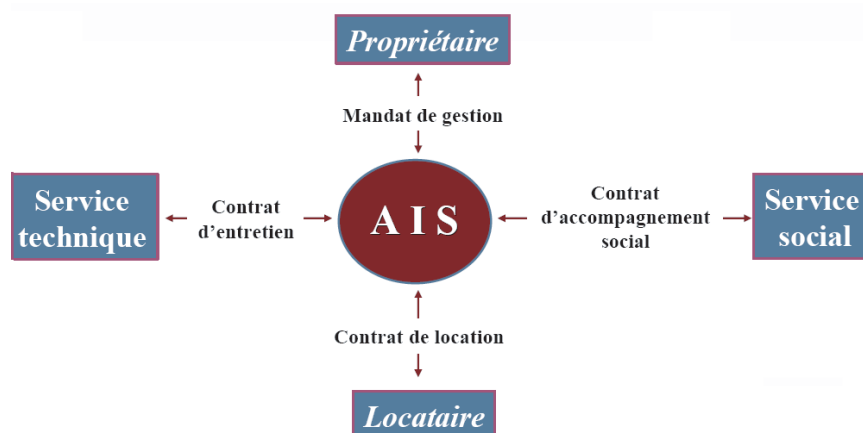 Propriétaire
Mandat de gestion
Service
technique
Contrat
d’entretien
A I S
Contrat
d’accompagnement
social
Service
social
Contrat de location
Locataire